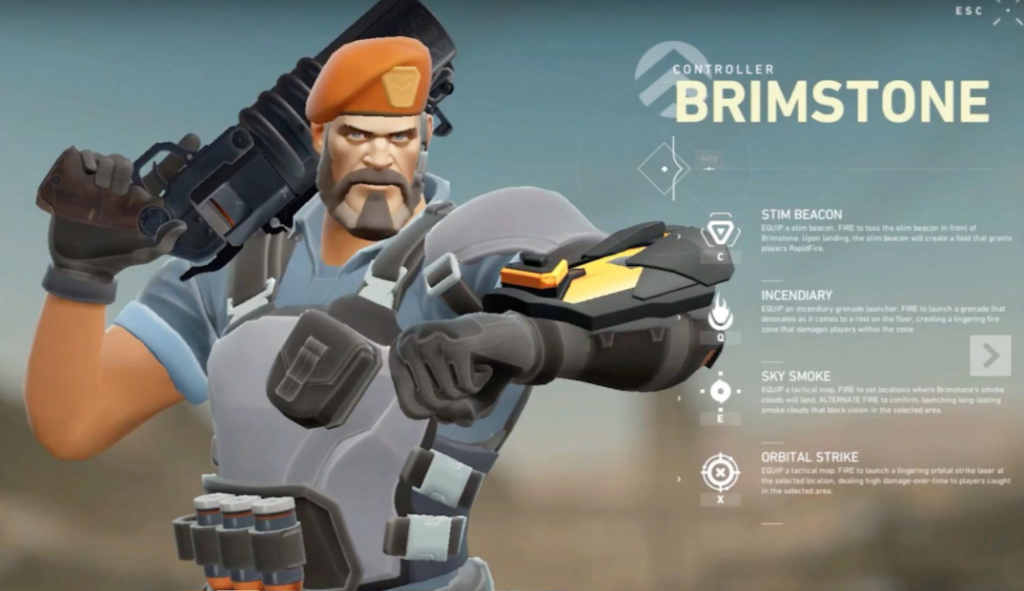 ESC
CONTROLLER
BRIMSTONE
INFO
STIM BEACON
EQUIP a stim beacon. FIRE to toss the stim beacon in front of
Brimstone. Upon landing, the stim beacon will create a field that grants
players RapidFire.
C
INCENDIARY
EQUIP an incendiary grenade launcher. FIRE to launch a grenade that
detonates as it comes to a rest on the floor, creating a lingering fire
zone that damages players within the zone.
Q
SKY SMOKE
EQUIP a tactical map. FIRE to set locations where Brimstone's smoke
clouds will land. ALTERNATE FIRE to confirm, launching long-lasting
smoke clouds that block vision in the selected area.
E
ORBITAL STRIKE
EQUIP a tactical map. FIRE to launch a lingering orbital strike laser at
the selected location, dealing high damage-over-time to players caught
in the selected area.
X